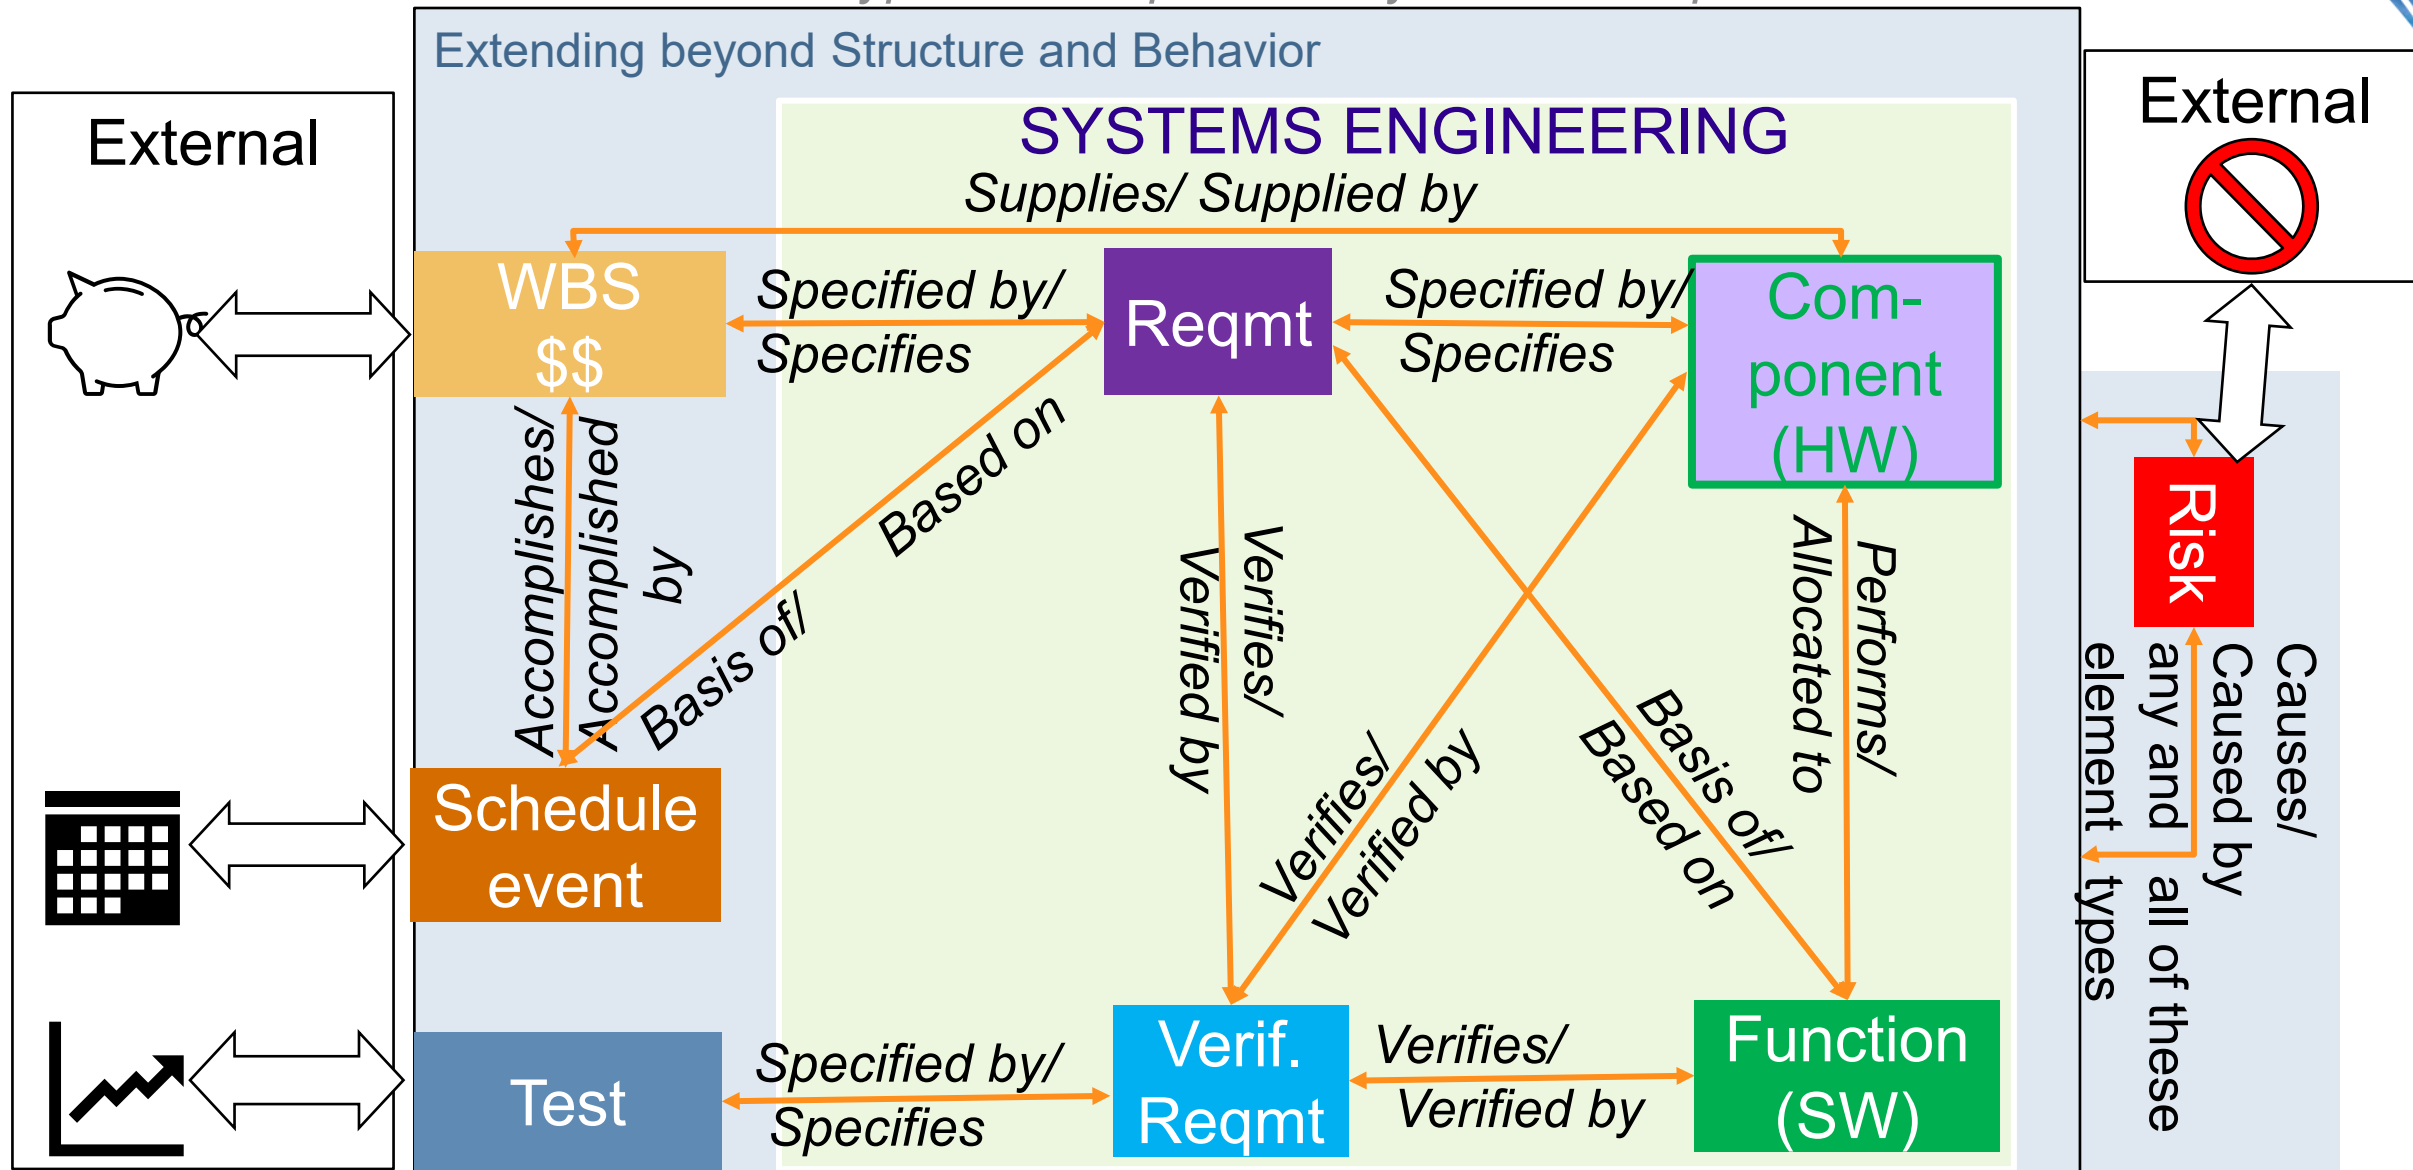 Extending beyond Structure and Behavior
External
External
SYSTEMS ENGINEERING
Supplies/ Supplied by
WBS
$$
Specified by/
Specifies
Reqmt
Specified by/
Specifies
Com-
ponent
(HW)
Accomplishes/
Accomplished
by
Based on
Basis of/
Verifies/
Verified by
Verifies/
Verified by
Basis of/
Based on
Performs/
Allocated to
Risk
Causes/
Caused by
any and all of these
element types
Schedule
event
Test
Specified by/
Specifies
Verif.
Reqmt
Verifies/
Verified by
Function
(SW)